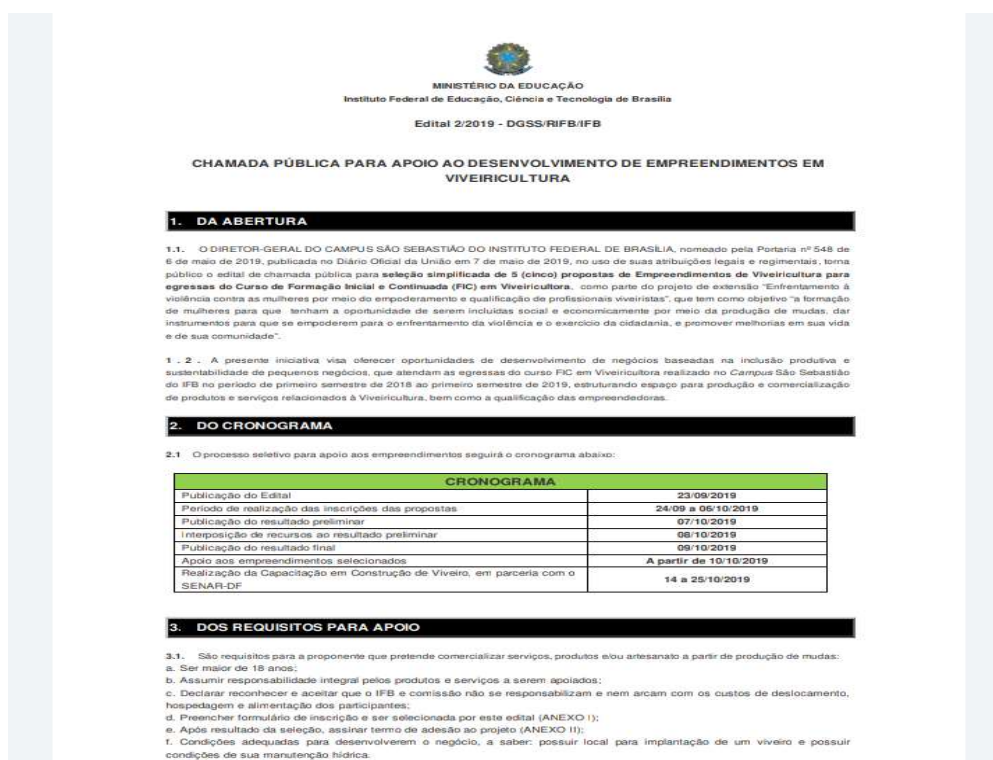 MINISTÉRIO DA EDUCAÇÃO
Instituto Federal de Educação, Ciência e Tecnologia de Brasília
Edital 2/2019 - DGSS/RIFB/IFB
CHAMADA PÚBLICA PARA APOIO AO DESENVOLVIMENTO DE EMPREENDIMENTOS EM
VIVEIRICULTURA
1. DA ABERTURA
1.1. O DIRETOR-GERAL DO CAMPUS SÃO SEBASTIÃO DO INSTITUTO FEDERAL DE BRASÍLIA, nomeado pela Portaria nº 548 de
6 de maio de 2019, publicada no Diário Oficial da União em 7 de maio de 2019, no uso de suas atribuições legais e regimentais, torna
público o edital de chamada pública para seleção simplificada de 5 (cinco) propostas de Empreendimentos de Viveiricultura para
egressas do Curso de Formação Inicial e Continuada (FIC) em Viveiricultora, como parte do projeto de extensão "Enfrentamento à
violência contra as mulheres por meio do empoderamento e qualificação de profissionais viveiristas", que tem como objetivo "a formação
de mulheres para que tenham a oportunidade de serem incluídas social e economicamente por meio da produção de mudas, dar
instrumentos para que se empoderem para o enfrentamento da violência e o exercício da cidadania, e promover melhorias em sua vida
e de sua comunidade".
1 . 2 . A presente iniciativa visa oferecer oportunidades de desenvolvimento de negócios baseadas na inclusão produtiva e
sustentabilidade de pequenos negócios, que atendam as egressas do curso FIC em Viveiricultora realizado no Campus São Sebastião
do IFB no período de primeiro semestre de 2018 ao primeiro semestre de 2019, estruturando espaço para produção e comercialização
de produtos e serviços relacionados à Viveiricultura, bem como a qualificação das empreendedoras.
2. DO CRONOGRAMA
2.1 O processo seletivo para apoio aos empreendimentos seguirá o cronograma abaixo:
CRONOGRAMA
Publicação do Edital 23/09/2019
Período de realização das inscrições das propostas 24/09 a 06/10/2019
Publicação do resultado preliminar 07/10/2019
Interposição de recursos ao resultado preliminar 08/10/2019
Publicação do resultado final 09/10/2019
Apoio aos empreendimentos selecionados A partir de 10/10/2019
Realização da Capacitação em Construção de Viveiro, em parceria com o
SENAR-DF 14 a 25/10/2019
3. DOS REQUISITOS PARA APOIO
3.1. São requisitos para a proponente que pretende comercializar serviços, produtos e/ou artesanato a partir de produção de mudas:
a. Ser maior de 18 anos;
b. Assumir responsabilidade integral pelos produtos e serviços a serem apoiados;
c. Declarar reconhecer e aceitar que o IFB e comissão não se responsabilizam e nem arcam com os custos de deslocamento,
hospedagem e alimentação dos participantes;
d. Preencher formulário de inscrição e ser selecionada por este edital (ANEXO I);
e. Após resultado da seleção, assinar termo de adesão ao projeto (ANEXO II);
f. Condições adequadas para desenvolverem o negócio, a saber: possuir local para implantação de um viveiro e possuir
condições de sua manutenção hídrica.